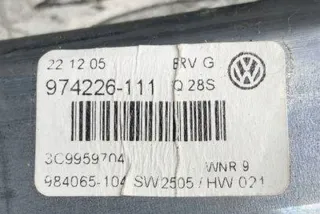 22 12 05 BRV G
974226-111 Q 28S
3C9959704
WNR 9
984065-104 SW2505 / HW 021